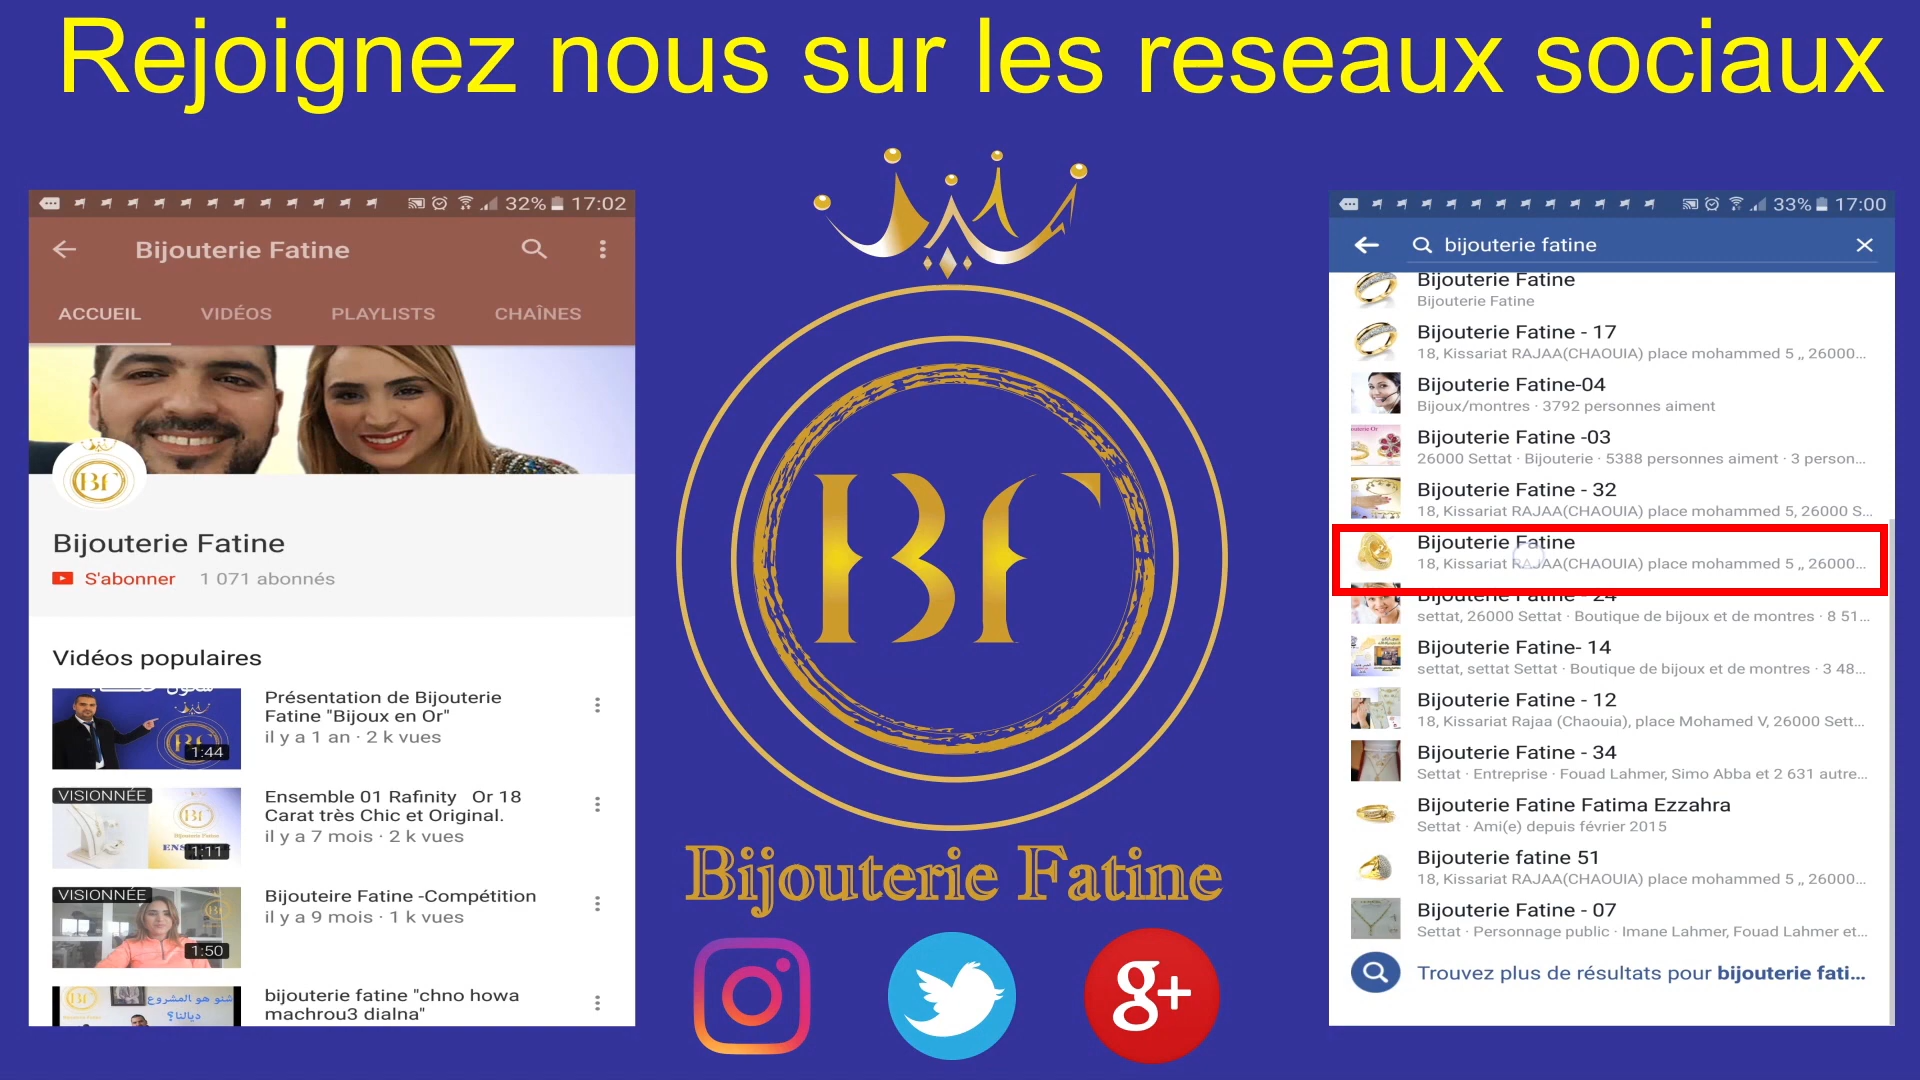 Rejoignez nous sur les reseaux sociaux
32% 17:02
Bijouterie Fatine
ACCUEIL VIDÉOS PLAYLISTS CHAÎNES
BF
Bijouterie Fatine
S'abonner 1 071 abonnés
Vidéos populaires
1:44
Présentation de Bijouterie
Fatine "Bijoux en Or"
il y a 1 an · 2 k vues
VISIONNÉE
BF
1:11
Ensemble 01 Rafinity Or 18
Carat très Chic et Original.
il y a 7 mois · 2 k vues
VISIONNÉE
1:50
Bijouteire Fatine -Compétition
il y a 9 mois · 1 k vues
شنو هو المشروع
ديالنا؟
bijouterie fatine "chno howa
machrou3 dialna"
BF
Bijouterie Fatine
g+
33% 17:00
bijouterie fatine
Bijouterie Fatine
Bijouterie Fatine
Bijouterie Fatine - 17
18, Kissariat RAJAA(CHAOUIA) place mohammed 5 ,, 26000...
Bijouterie Fatine-04
Bijoux/montres · 3792 personnes aiment
Bijouterie Fatine -03
26000 Settat · Bijouterie · 5388 personnes aiment · 3 person...
Bijouterie Fatine - 32
18, Kissariat RAJAA(CHAOUIA) place mohammed 5, 26000 S...
Bijouterie Fatine
18, Kissariat RAJAA(CHAOUIA) place mohammed 5 ,, 26000...
Bijouterie Fatine - 24
settat, 26000 Settat · Boutique de bijoux et de montres · 8 51...
Bijouterie Fatine- 14
settat, settat Settat · Boutique de bijoux et de montres · 3 48...
Bijouterie Fatine - 12
18, Kissariat Rajaa (Chaouia), place Mohamed V, 26000 Sett...
Bijouterie Fatine - 34
Settat · Entreprise · Fouad Lahmer, Simo Abba et 2 631 autre...
Bijouterie Fatine Fatima Ezzahra
Settat · Ami(e) depuis février 2015
Bijouterie fatine 51
18, Kissariat RAJAA(CHAOUIA) place mohammed 5 ,, 26000...
Bijouterie Fatine - 07
Settat · Personnage public · Imane Lahmer, Fouad Lahmer et...
Trouvez plus de résultats pour bijouterie fati...